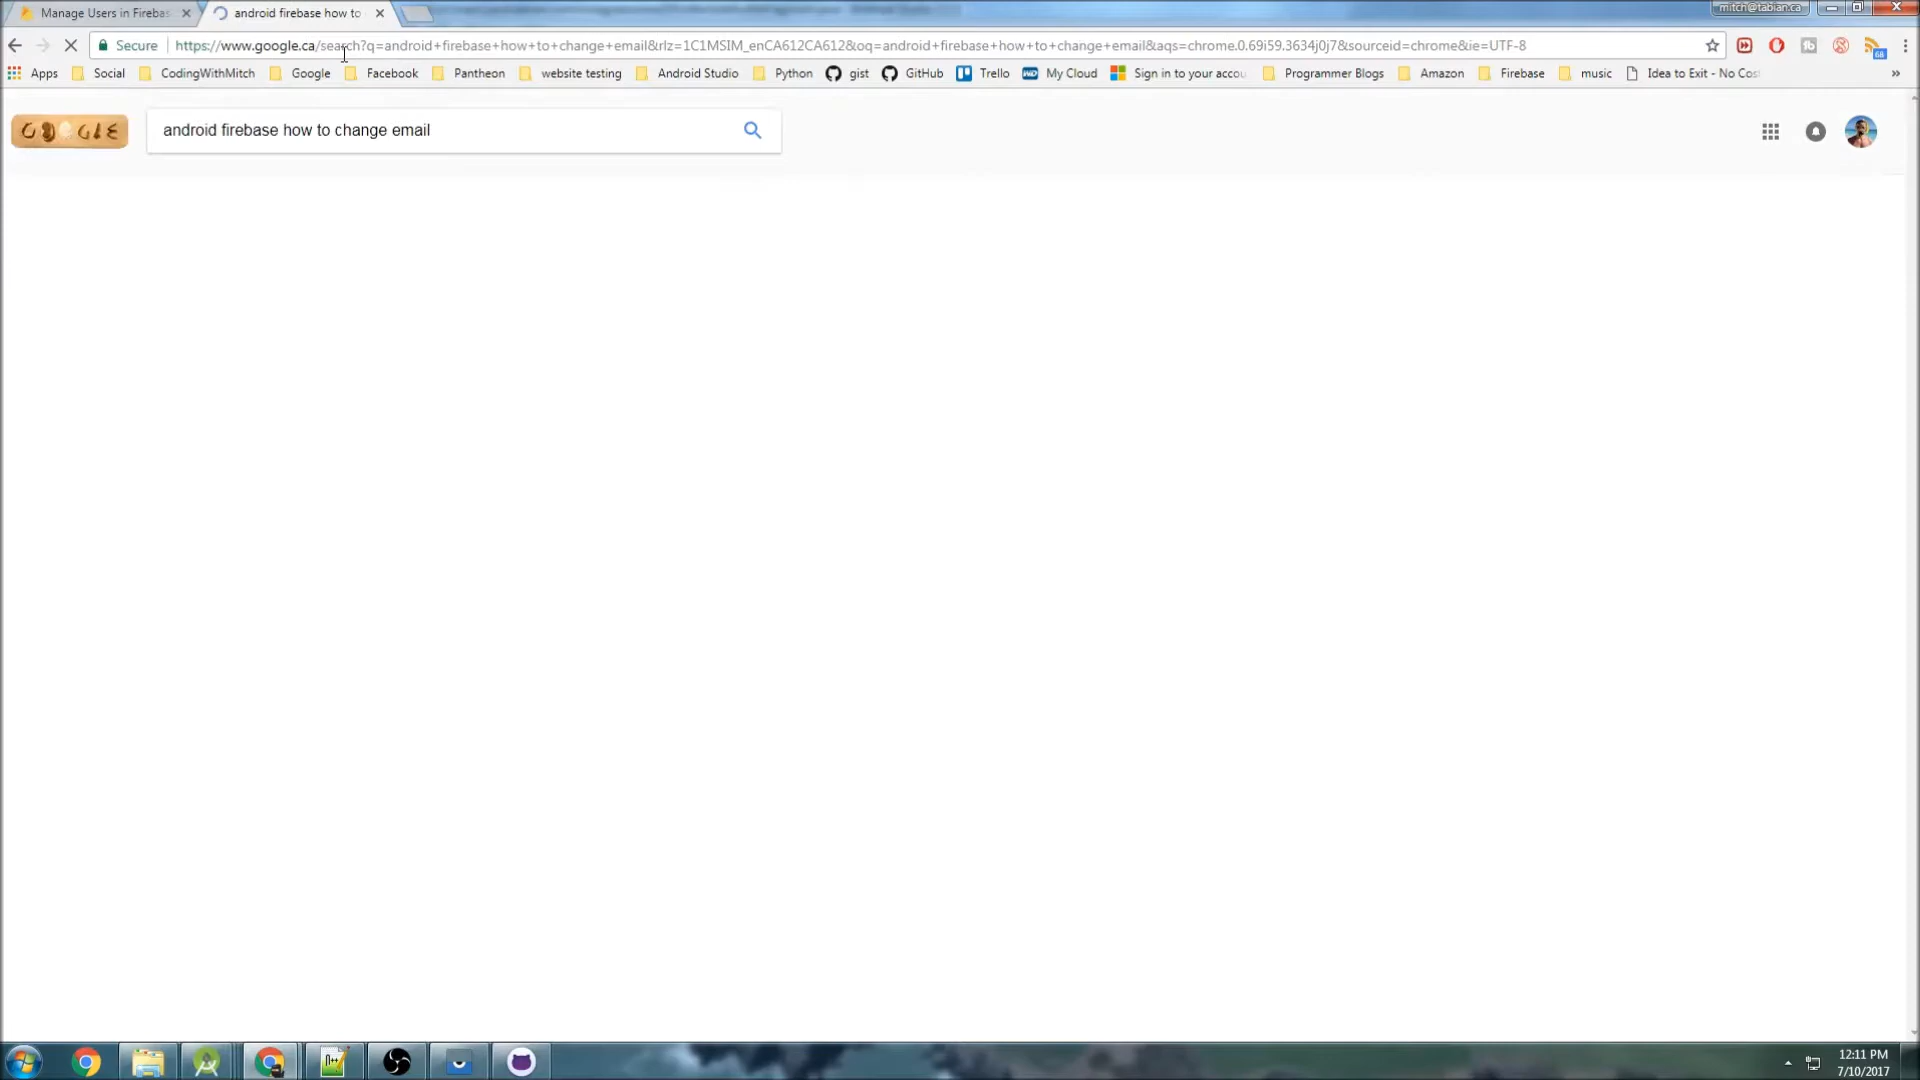 Manage Users in Firebas
android firebase how to
mitch@tabian.ca
Secure
https://www.google.ca/search?q=android+firebase+how+to+change+email&rlz=1C1MSIM_enCA612CA612&oq=android+firebase+how+to+change+email&aqs=chrome.0.69i59.3634j0j7&sourceid=chrome&ie=UTF-8
68
Apps Social CodingWithMitch Google Facebook Pantheon website testing Android Studio Python gist GitHub Trello My Cloud Sign in to your accou Programmer Blogs Amazon Firebase music Idea to Exit - No Cos »
GOOGLE android firebase how to change email
12:11 PM
7/10/2017